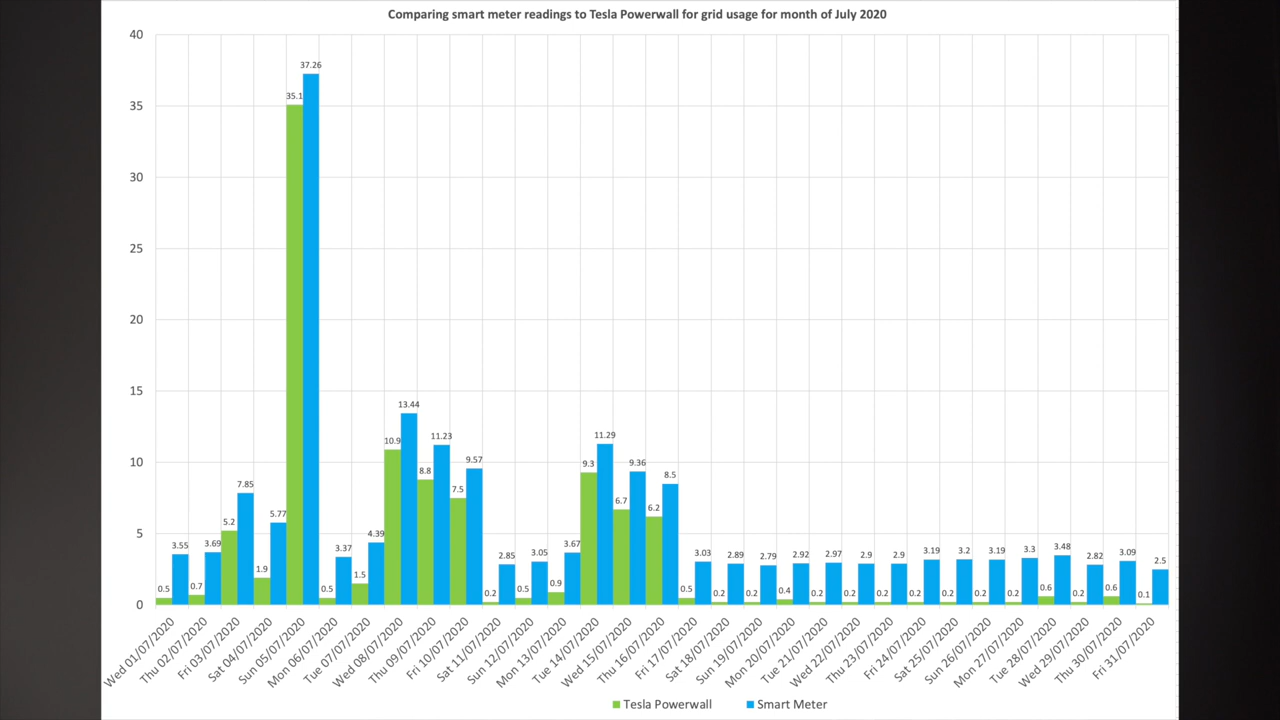 Comparing smart meter readings to Tesla Powerwall for grid usage for month of July 2020
40
35
30
25
20
15
10
5
0
0.5
3.55
0.7
3.69
5.2
7.85
1.9
5.77
35.1
37.26
0.5
3.37
1.5
4.39
10.9
13.44
8.8
11.23
7.5
9.57
0.2
2.85
0.5
3.05
0.9
3.67
9.3
11.29
6.7
9.36
6.2
8.5
0.5
3.03
0.2
2.89
0.2
2.79
0.4
2.92
0.2
2.97
0.2
2.9
0.2
2.9
0.2
3.19
0.2
3.2
0.2
3.19
0.2
3.3
0.6
3.48
0.2
2.82
0.6
3.09
0.1
2.5
Wed 01/07/2020
Thu 02/07/2020
Fri 03/07/2020
Sat 04/07/2020
Sun 05/07/2020
Mon 06/07/2020
Tue 07/07/2020
Wed 08/07/2020
Thu 09/07/2020
Fri 10/07/2020
Sat 11/07/2020
Sun 12/07/2020
Mon 13/07/2020
Tue 14/07/2020
Wed 15/07/2020
Thu 16/07/2020
Fri 17/07/2020
Sat 18/07/2020
Sun 19/07/2020
Mon 20/07/2020
Tue 21/07/2020
Wed 22/07/2020
Thu 23/07/2020
Fri 24/07/2020
Sat 25/07/2020
Sun 26/07/2020
Mon 27/07/2020
Tue 28/07/2020
Wed 29/07/2020
Thu 30/07/2020
Fri 31/07/2020
Tesla Powerwall
Smart Meter